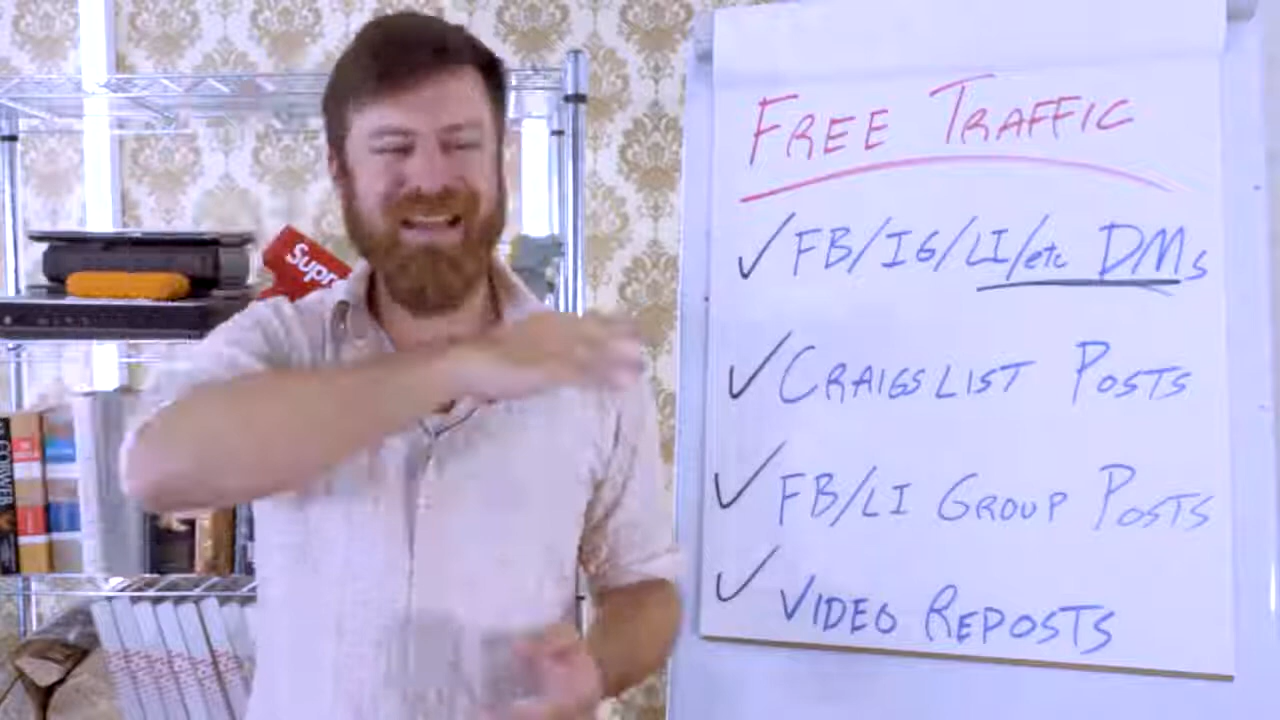 FREE TRAFFIC
✓ FB/IG/LI/etc DMs
✓ CRAIGSLIST POSTS
✓ FB/LI GROUP POSTS
✓ VIDEO REPOSTS
Supr